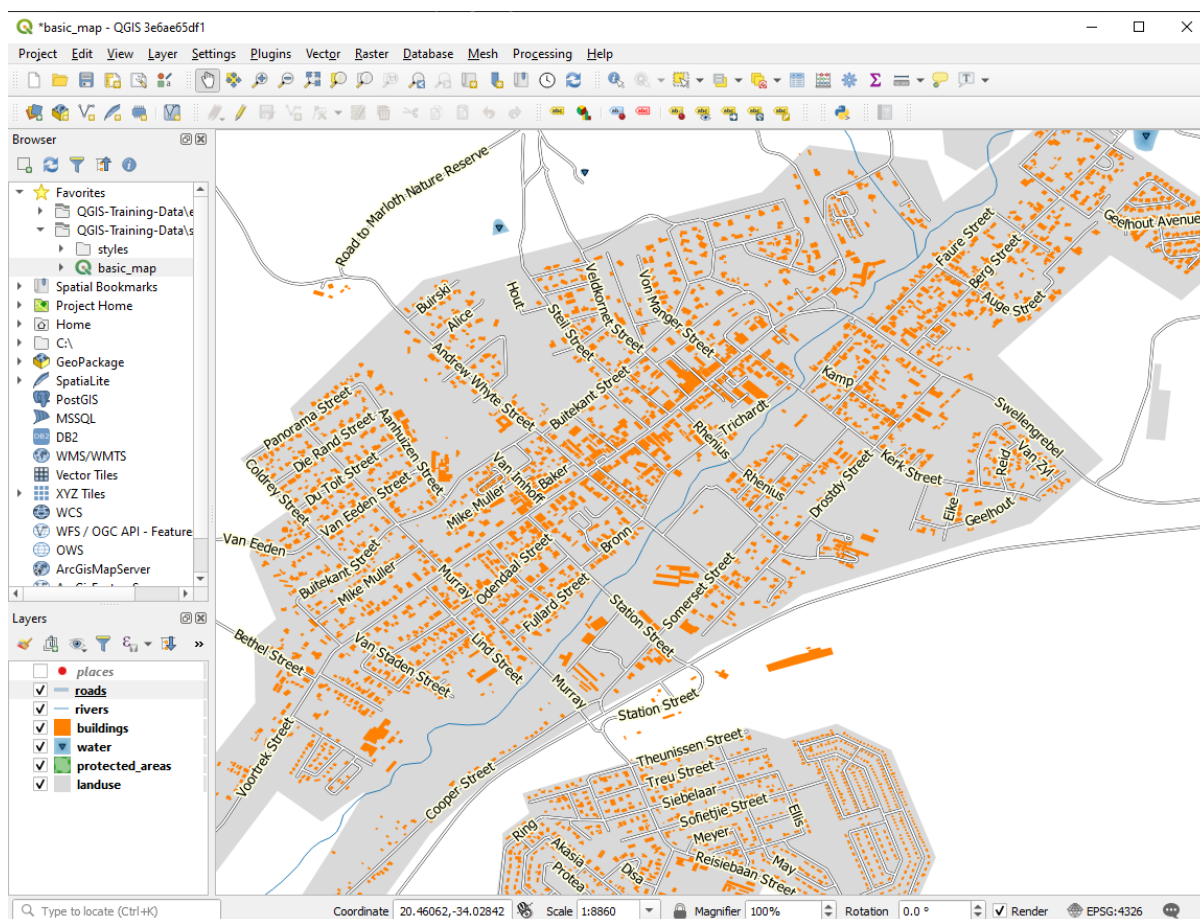 *basic_map - QGIS 3e6ae65df1
Project Edit View Layer Settings Plugins Vector Raster Database Mesh Processing Help
Browser
Favorites
QGIS-Training-Data\e
QGIS-Training-Data\s
styles
basic_map
Spatial Bookmarks
Project Home
Home
C:\
GeoPackage
SpatiaLite
PostGIS
MSSQL
DB2
WMS/WMTS
Vector Tiles
XYZ Tiles
WCS
WFS / OGC API - Feature
OWS
ArcGisMapServer
Layers
places
roads
rivers
buildings
water
protected_areas
landuse
Road to Marloth Nature Reserve
Geelhout Avenue
Faure Street
Berg Street
Auge Street
Buirski
Alice
Hout
Steil Street
Veldkornet Street
Von Manger Street
Andrew Whyte Street
Buitekant Street
Kamp
Swellengrebel
Panorama Street
Aanhuizen Street
Die Rand Street
Coldrey Street
Du Toit Street
Van Eeden Street
Van Imhoff
Baker
Mike Muller
Rhenius
Trichardt
Rhenius
Drostdy Street
Kerk Street
Reid
Van Zyl
Eike
Geelhout
Van Eeden
Buitekant Street
Mike Muller
Murray
Odendaal Street
Bronn
Fullard Street
Station Street
Somerset Street
Bethel Street
Van Staden Street
Lind Street
Murray
Station Street
Voortrek Street
Cooper Street
Theunissen Street
Treu Street
Siebelaar
Sofietjie Street
Ellis
Meyer
Ring
Akasia
Protea
Disa
Reisiebaan Street
May
Type to locate (Ctrl+K) Coordinate 20.46062,-34.02842 Scale 1:8860 Magnifier 100% Rotation 0.0 ° Render EPSG:4326